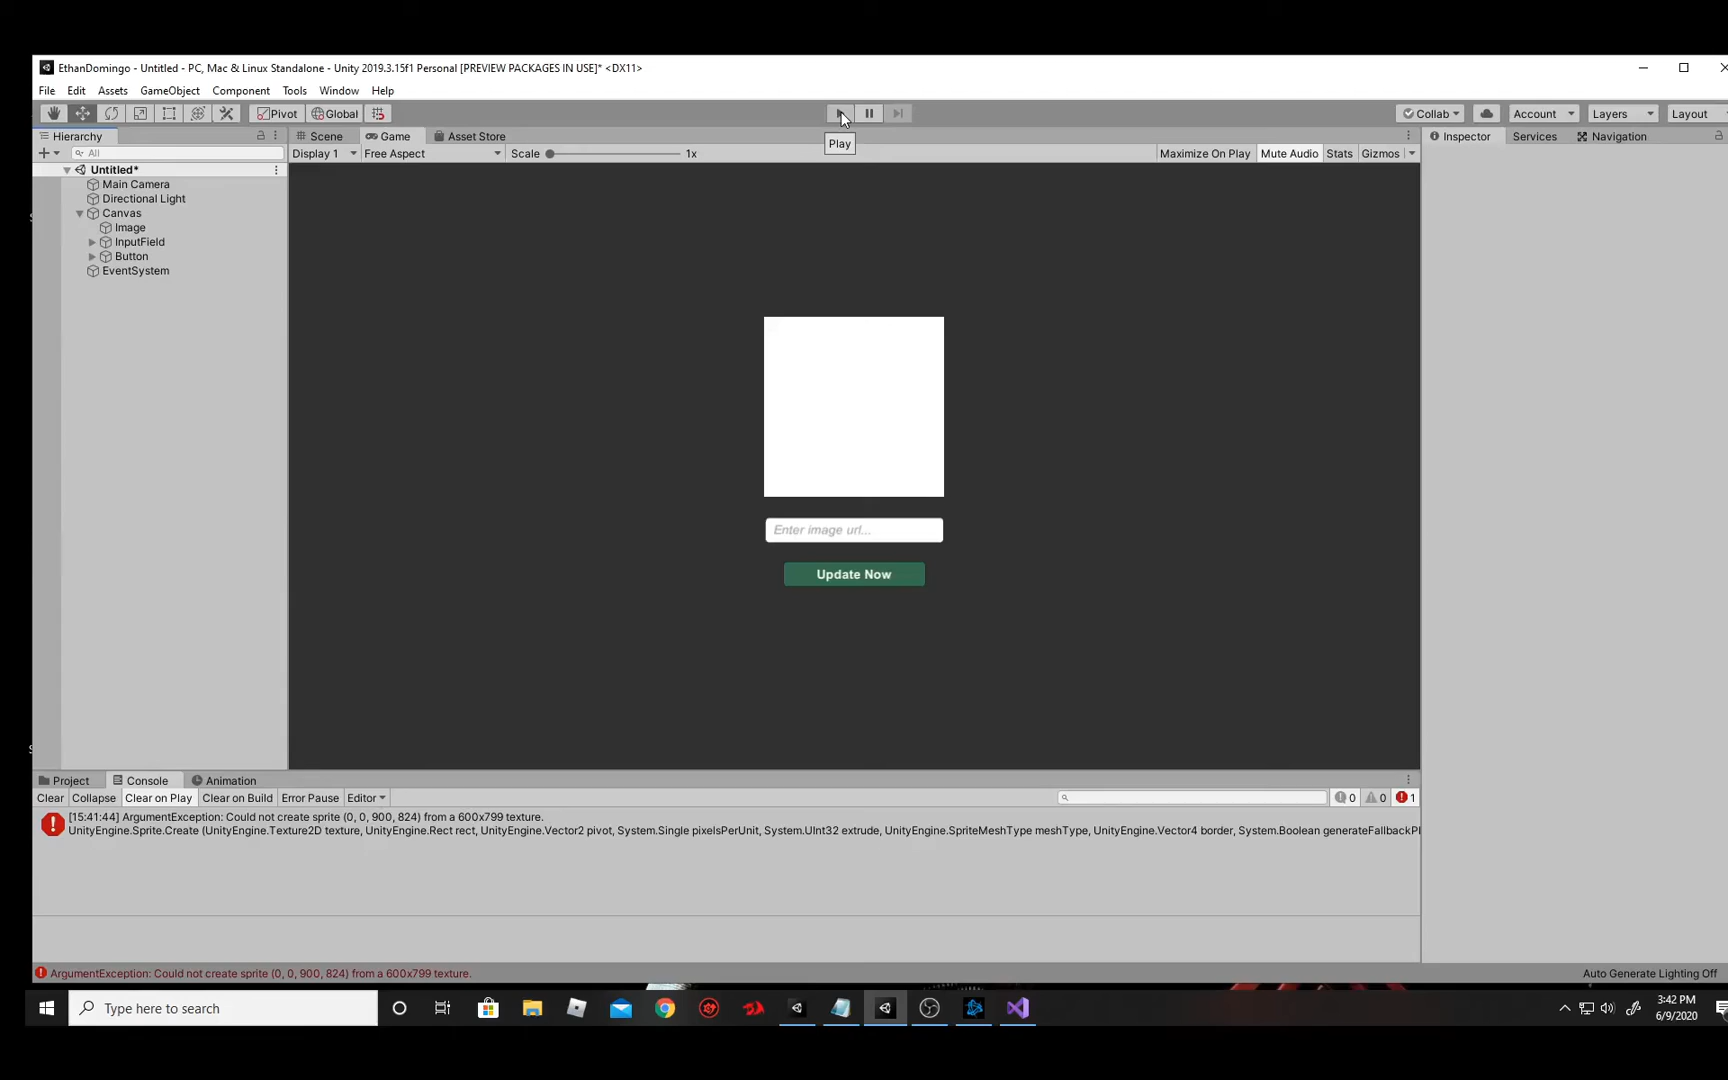 EthanDomingo - Untitled - PC, Mac & Linux Standalone - Unity 2019.3.15f1 Personal [PREVIEW PACKAGES IN USE]* <DX11>
File Edit Assets GameObject Component Tools Window Help
Pivot Global Collab Account Layers Layout
Hierarchy Scene Game Asset Store Inspector Services Navigation
Play
All Display 1 Free Aspect Scale 1x Maximize On Play Mute Audio Stats Gizmos
Untitled*
Main Camera
Directional Light
Canvas
Image
InputField
Button
EventSystem
Enter image url...
Update Now
Project Console Animation
Clear Collapse Clear on Play Clear on Build Error Pause Editor 0 0 1
[15:41:44] ArgumentException: Could not create sprite (0, 0, 900, 824) from a 600x799 texture.
UnityEngine.Sprite.Create (UnityEngine.Texture2D texture, UnityEngine.Rect rect, UnityEngine.Vector2 pivot, System.Single pixelsPerUnit, System.UInt32 extrude, UnityEngine.SpriteMeshType meshType, UnityEngine.Vector4 border, System.Boolean generateFallbackPl
ArgumentException: Could not create sprite (0, 0, 900, 824) from a 600x799 texture.
Auto Generate Lighting Off
Type here to search
3:42 PM
6/9/2020